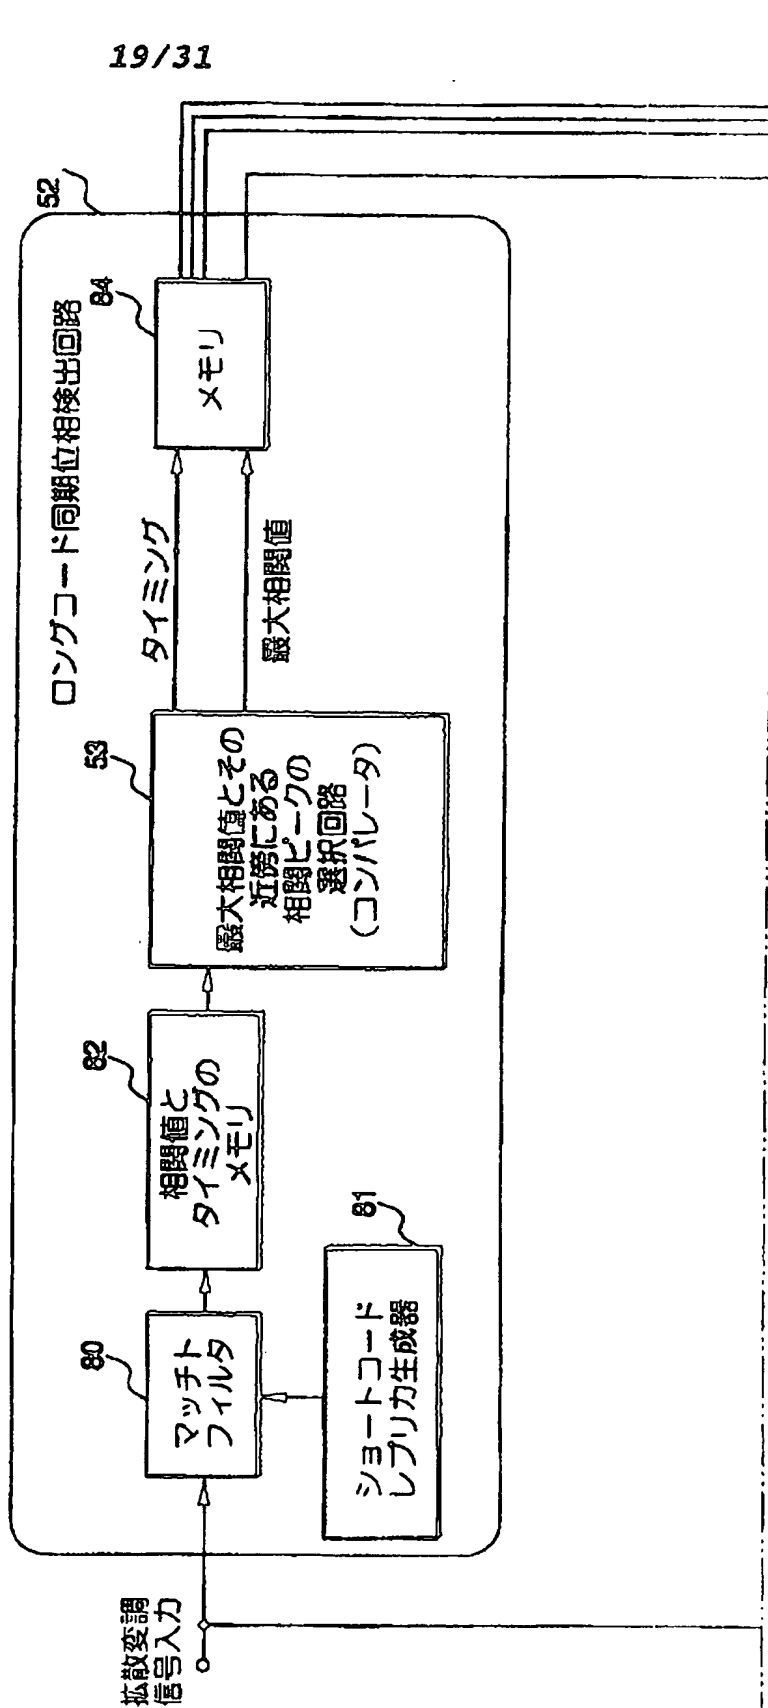 19/31
52
ロングコード同期位相検出回路
拡散変調
信号入力
80
マッチト
フィルタ
81
ショートコード
レプリカ生成器
82
相関値と
タイミングの
メモリ
53
最大相関値とその
近傍にある
相関ピークの
選択回路
(コンパレータ)
タイミング
最大相関値
84
メモリ